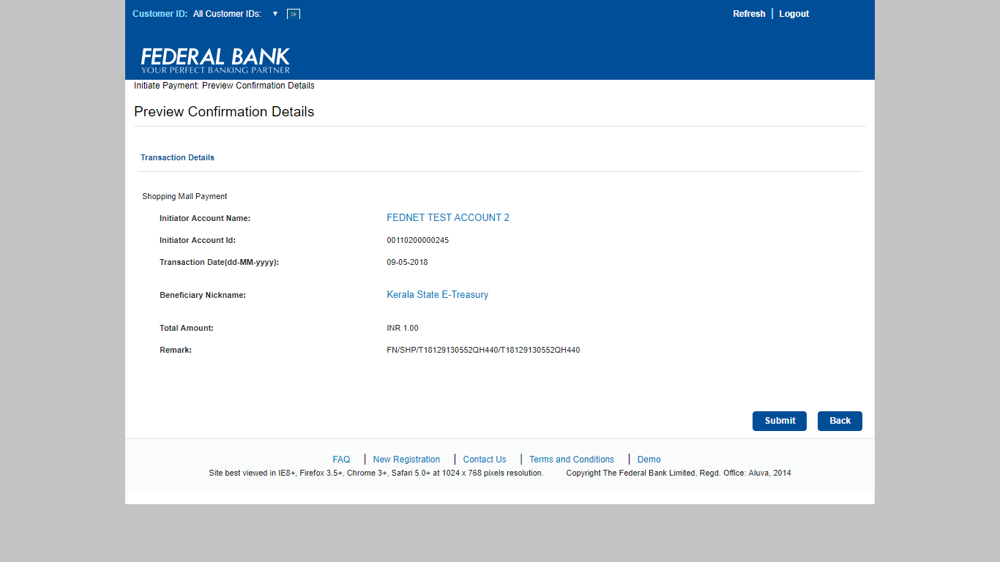 Customer ID: All Customer IDs: ▼ >> Refresh | Logout
FEDERAL BANK
YOUR PERFECT BANKING PARTNER
Initiate Payment: Preview Confirmation Details
Preview Confirmation Details
Transaction Details
Shopping Mall Payment
Initiator Account Name: FEDNET TEST ACCOUNT 2
Initiator Account Id: 00110200000245
Transaction Date(dd-MM-yyyy): 09-05-2018
Beneficiary Nickname: Kerala State E-Treasury
Total Amount: INR 1.00
Remark: FN/SHP/T18129130552QH440/T18129130552QH440
Submit Back
FAQ | New Registration | Contact Us | Terms and Conditions | Demo
Site best viewed in IE8+, Firefox 3.5+, Chrome 3+, Safari 5.0+ at 1024 x 768 pixels resolution. Copyright The Federal Bank Limited, Regd. Office: Aluva, 2014